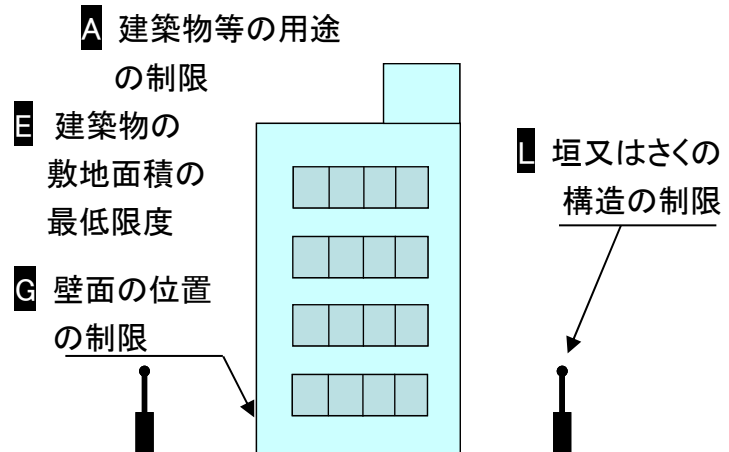 A 建築物等の用途
の制限
E 建築物の
敷地面積の
最低限度
L 垣又はさくの
構造の制限
G 壁面の位置
の制限